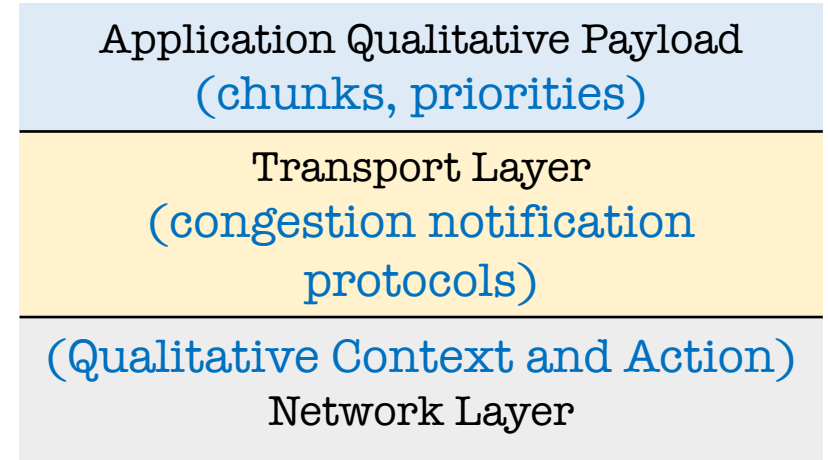 Application Qualitative Payload
(chunks, priorities)
Transport Layer
(congestion notification
protocols)
(Qualitative Context and Action)
Network Layer